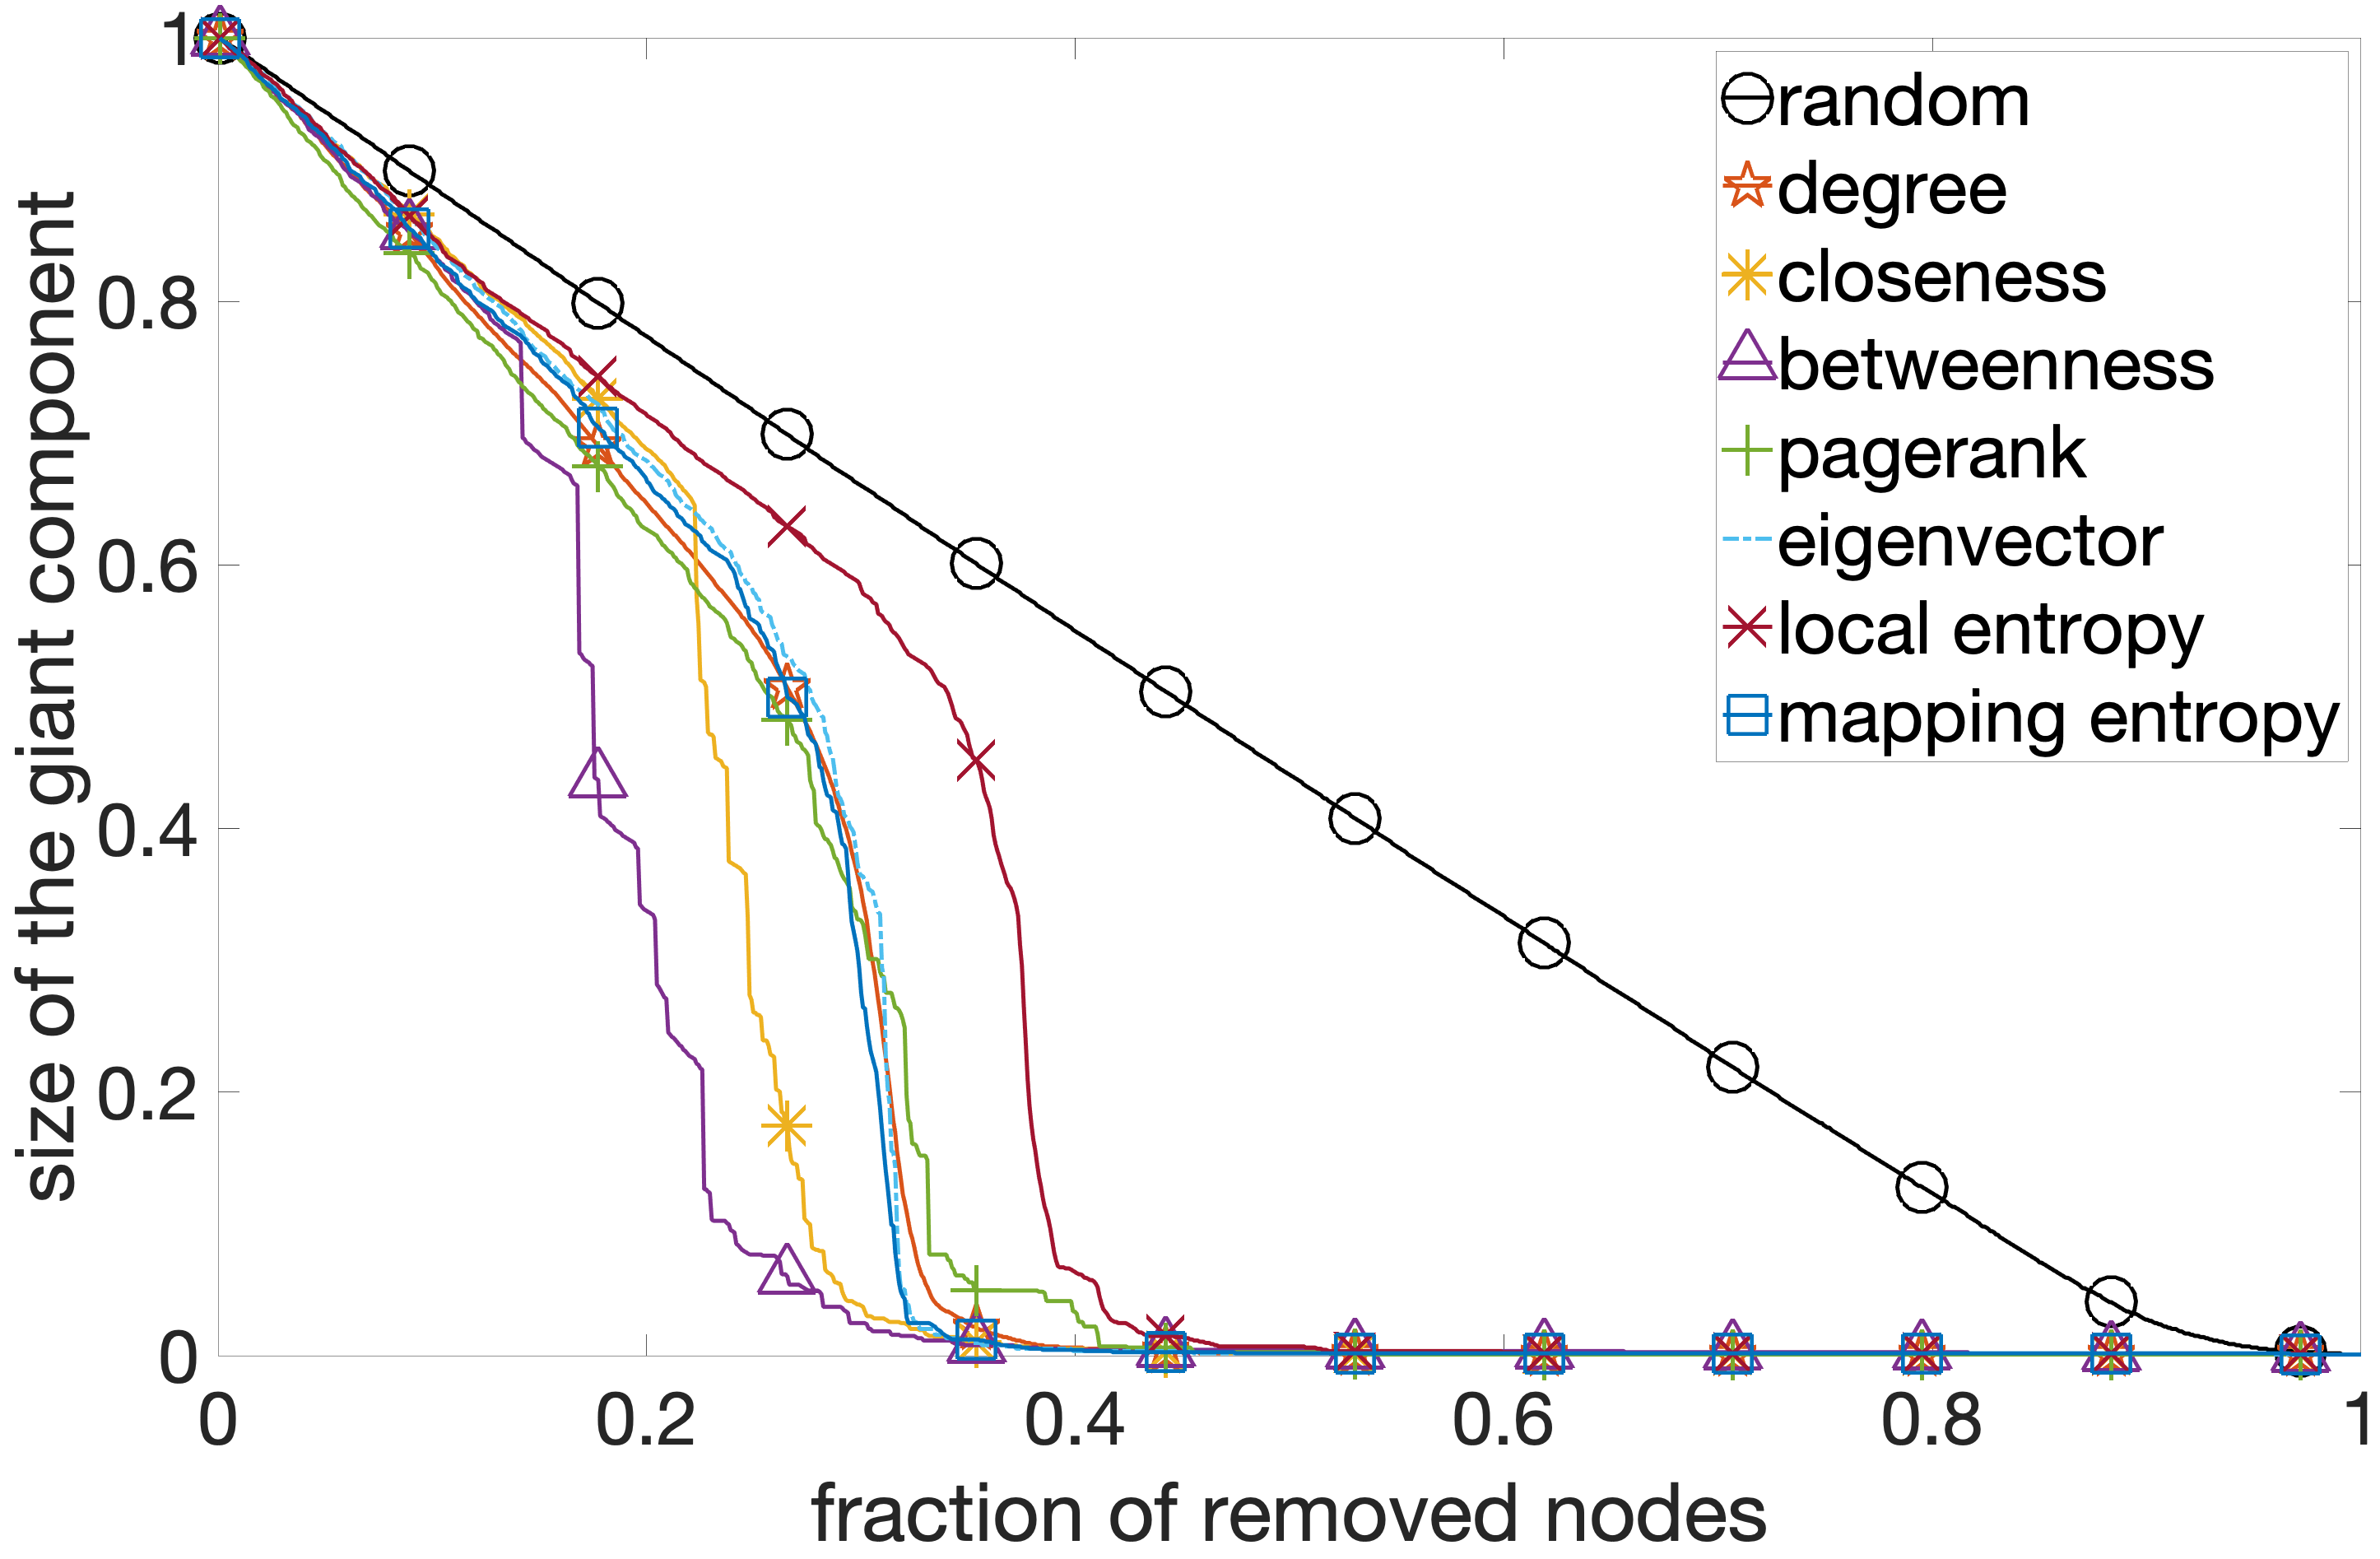 size of the giant component
1
0.8
0.6
0.4
0.2
0
0 0.2 0.4 0.6 0.8 1
fraction of removed nodes
random
degree
closeness
betweenness
pagerank
eigenvector
local entropy
mapping entropy